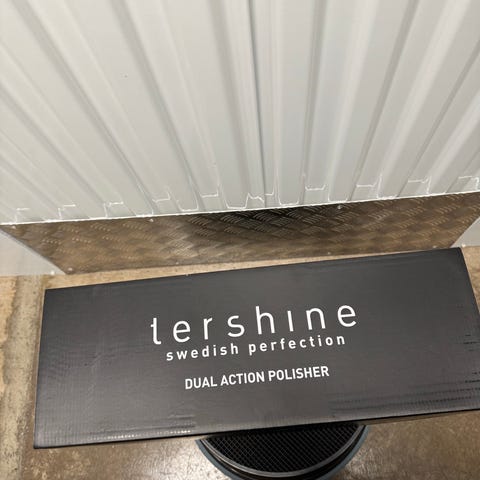 tershine
swedish perfection
DUAL ACTION POLISHER